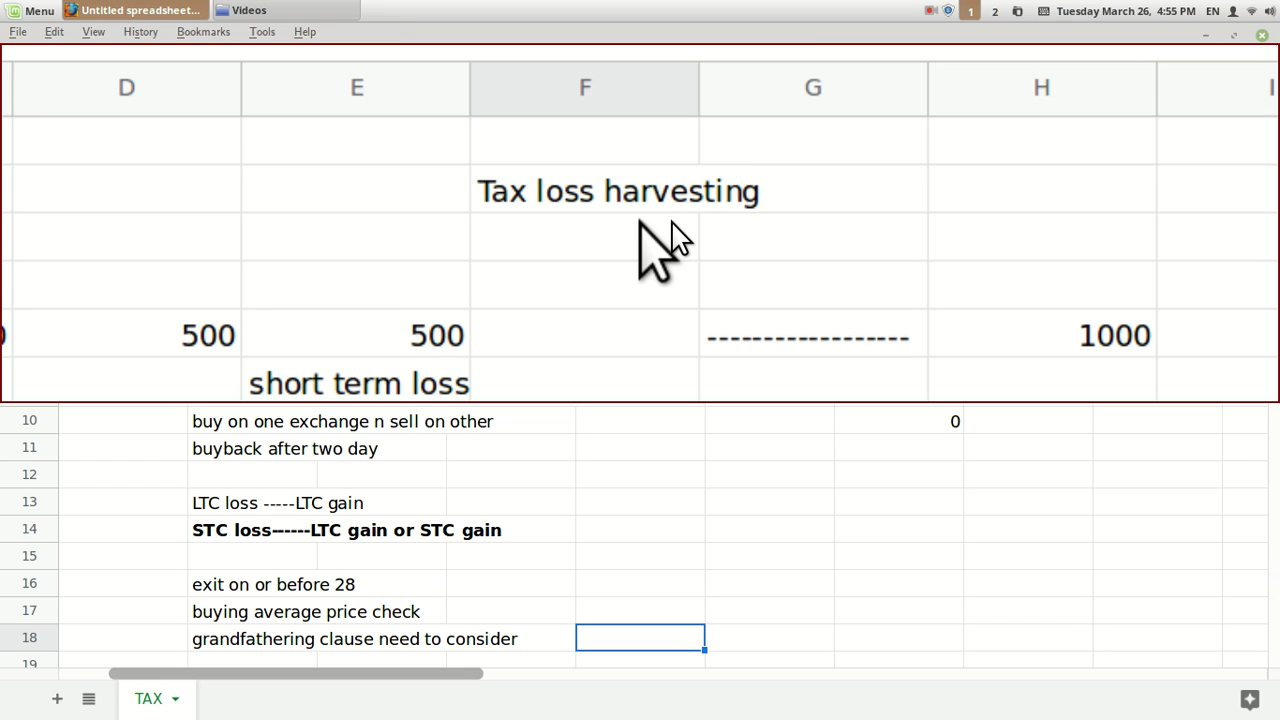 Menu Untitled spreadsheet... Videos 1 2 Tuesday March 26, 4:55 PM EN
File Edit View History Bookmarks Tools Help
D E F G H I
Tax loss harvesting
500 500 ------------------ 1000
short term loss
10 buy on one exchange n sell on other 0
11 buyback after two day
12
13 LTC loss -----LTC gain
14 STC loss------LTC gain or STC gain
15
16 exit on or before 28
17 buying average price check
18 grandfathering clause need to consider
19
+ TAX